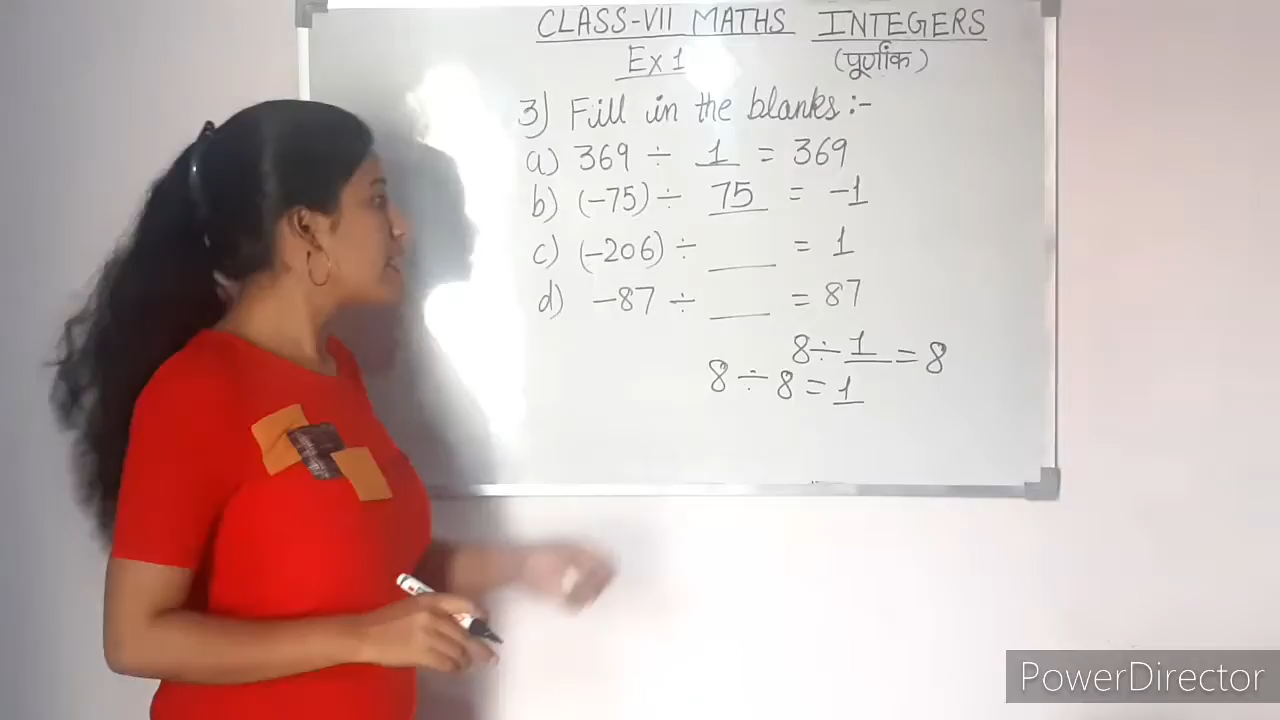 CLASS-VII MATHS INTEGERS
Ex 1 (पूर्णांक)
3) Fill in the blanks :-
a) 369 ÷ 1 = 369
b) (-75) ÷ 75 = -1
c) (-206) ÷ ___ = 1
d) -87 ÷ ___ = 87
8 ÷ 1 = 8
8 ÷ 8 = 1
PowerDirector